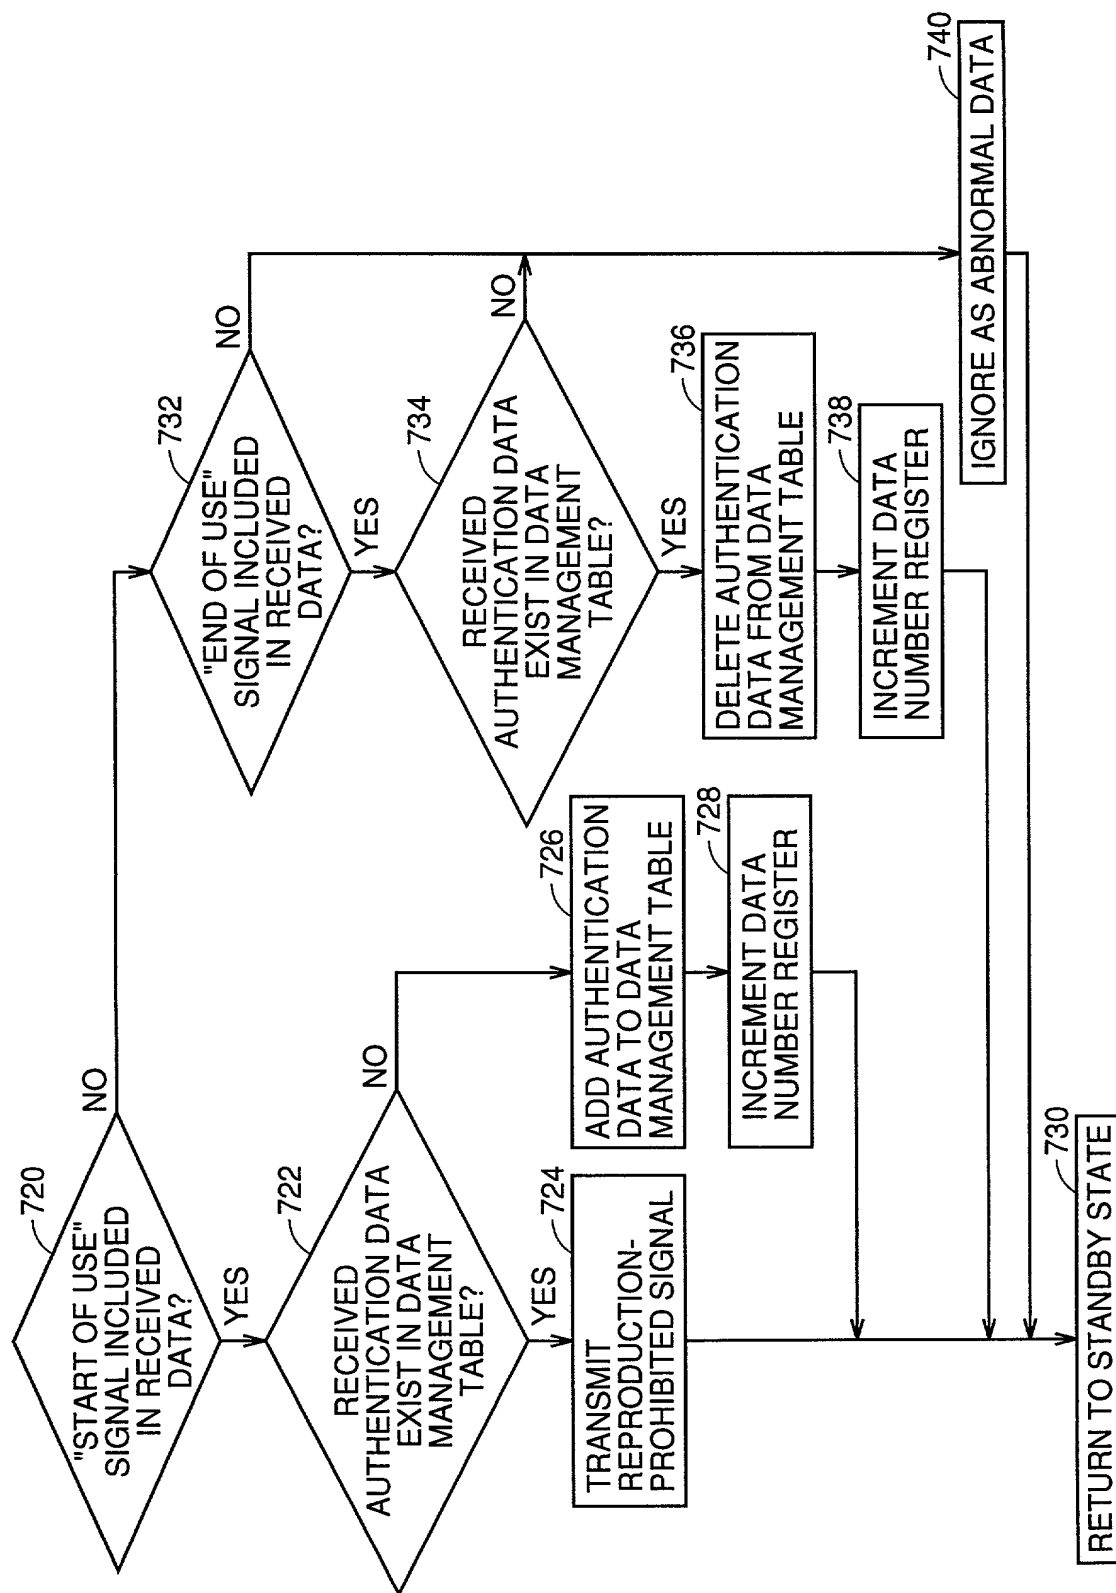 720
"START OF USE"
SIGNAL INCLUDED
IN RECEIVED
DATA?
NO
YES
722
RECEIVED
AUTHENTICATION DATA
EXIST IN DATA
MANAGEMENT
TABLE?
NO
YES
724
TRANSMIT
REPRODUCTION-
PROHIBITED SIGNAL
726
ADD AUTHENTICATION
DATA TO DATA
MANAGEMENT TABLE
728
INCREMENT DATA
NUMBER REGISTER
732
"END OF USE"
SIGNAL INCLUDED
IN RECEIVED
DATA?
NO
YES
734
RECEIVED
AUTHENTICATION DATA
EXIST IN DATA
MANAGEMENT
TABLE?
NO
YES
736
DELETE AUTHENTICATION
DATA FROM DATA
MANAGEMENT TABLE
738
INCREMENT DATA
NUMBER REGISTER
740
IGNORE AS ABNORMAL DATA
730
RETURN TO STANDBY STATE